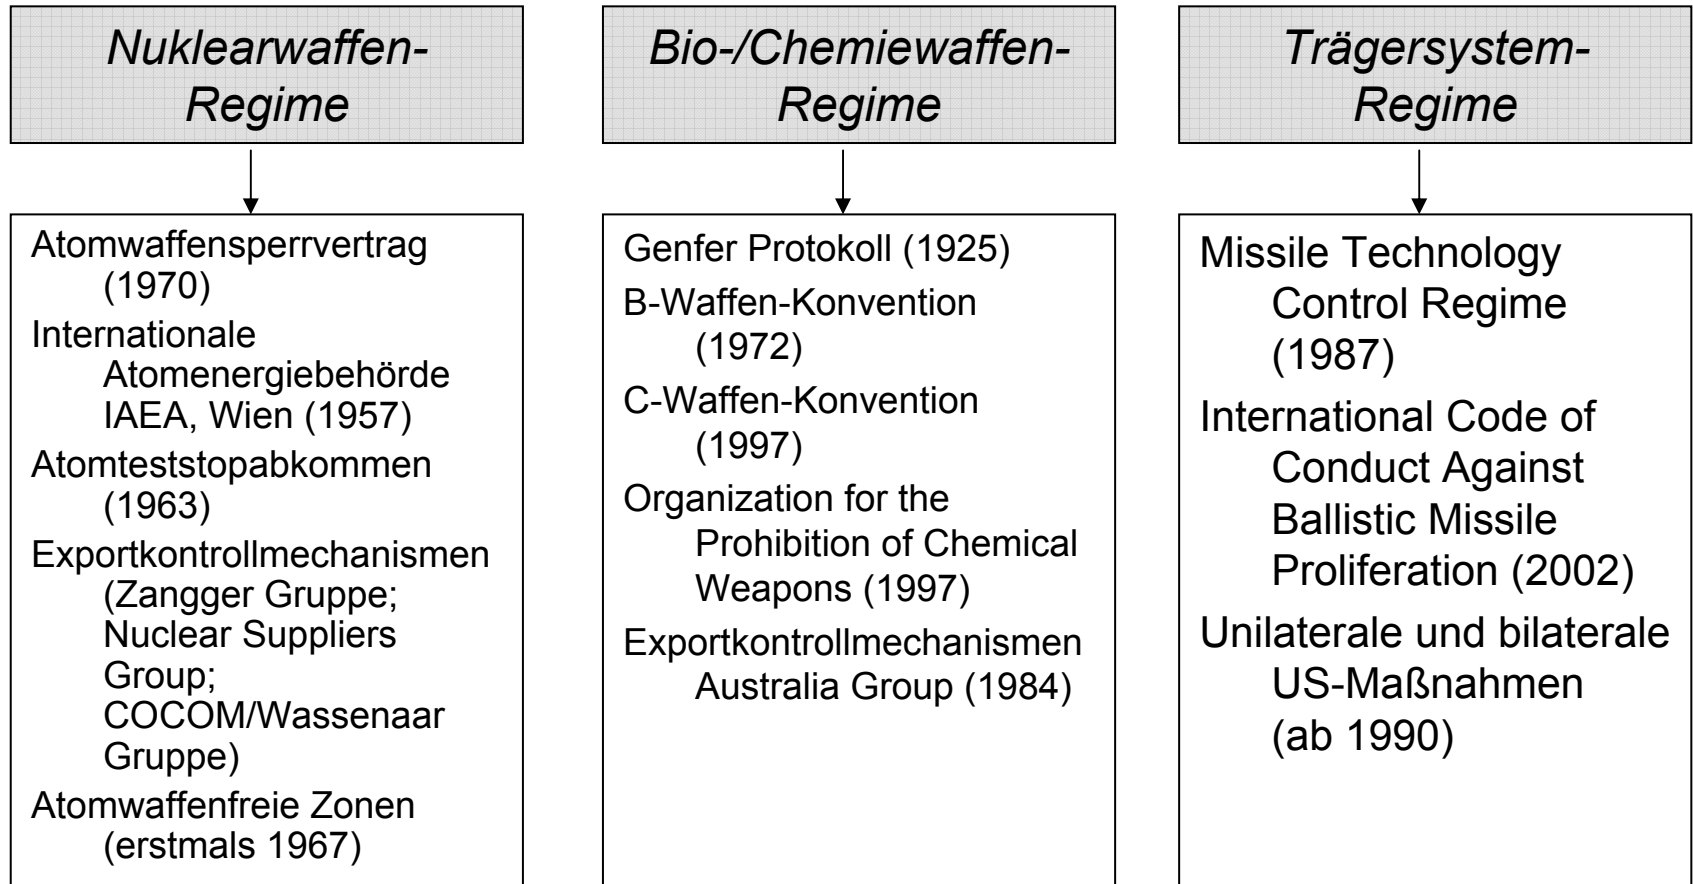 Nuklearwaffen-
Regime
Atomwaffensperrvertrag
(1970)
Internationale
Atomenergiebehörde
IAEA, Wien (1957)
Atomteststopabkommen
(1963)
Exportkontrollmechanismen
(Zangger Gruppe;
Nuclear Suppliers
Group;
COCOM/Wassenaar
Gruppe)
Atomwaffenfreie Zonen
(erstmals 1967)
Bio-/Chemiewaffen-
Regime
Genfer Protokoll (1925)
B-Waffen-Konvention
(1972)
C-Waffen-Konvention
(1997)
Organization for the
Prohibition of Chemical
Weapons (1997)
Exportkontrollmechanismen
Australia Group (1984)
Trägersystem-
Regime
Missile Technology
Control Regime
(1987)
International Code of
Conduct Against
Ballistic Missile
Proliferation (2002)
Unilaterale und bilaterale
US-Maßnahmen
(ab 1990)